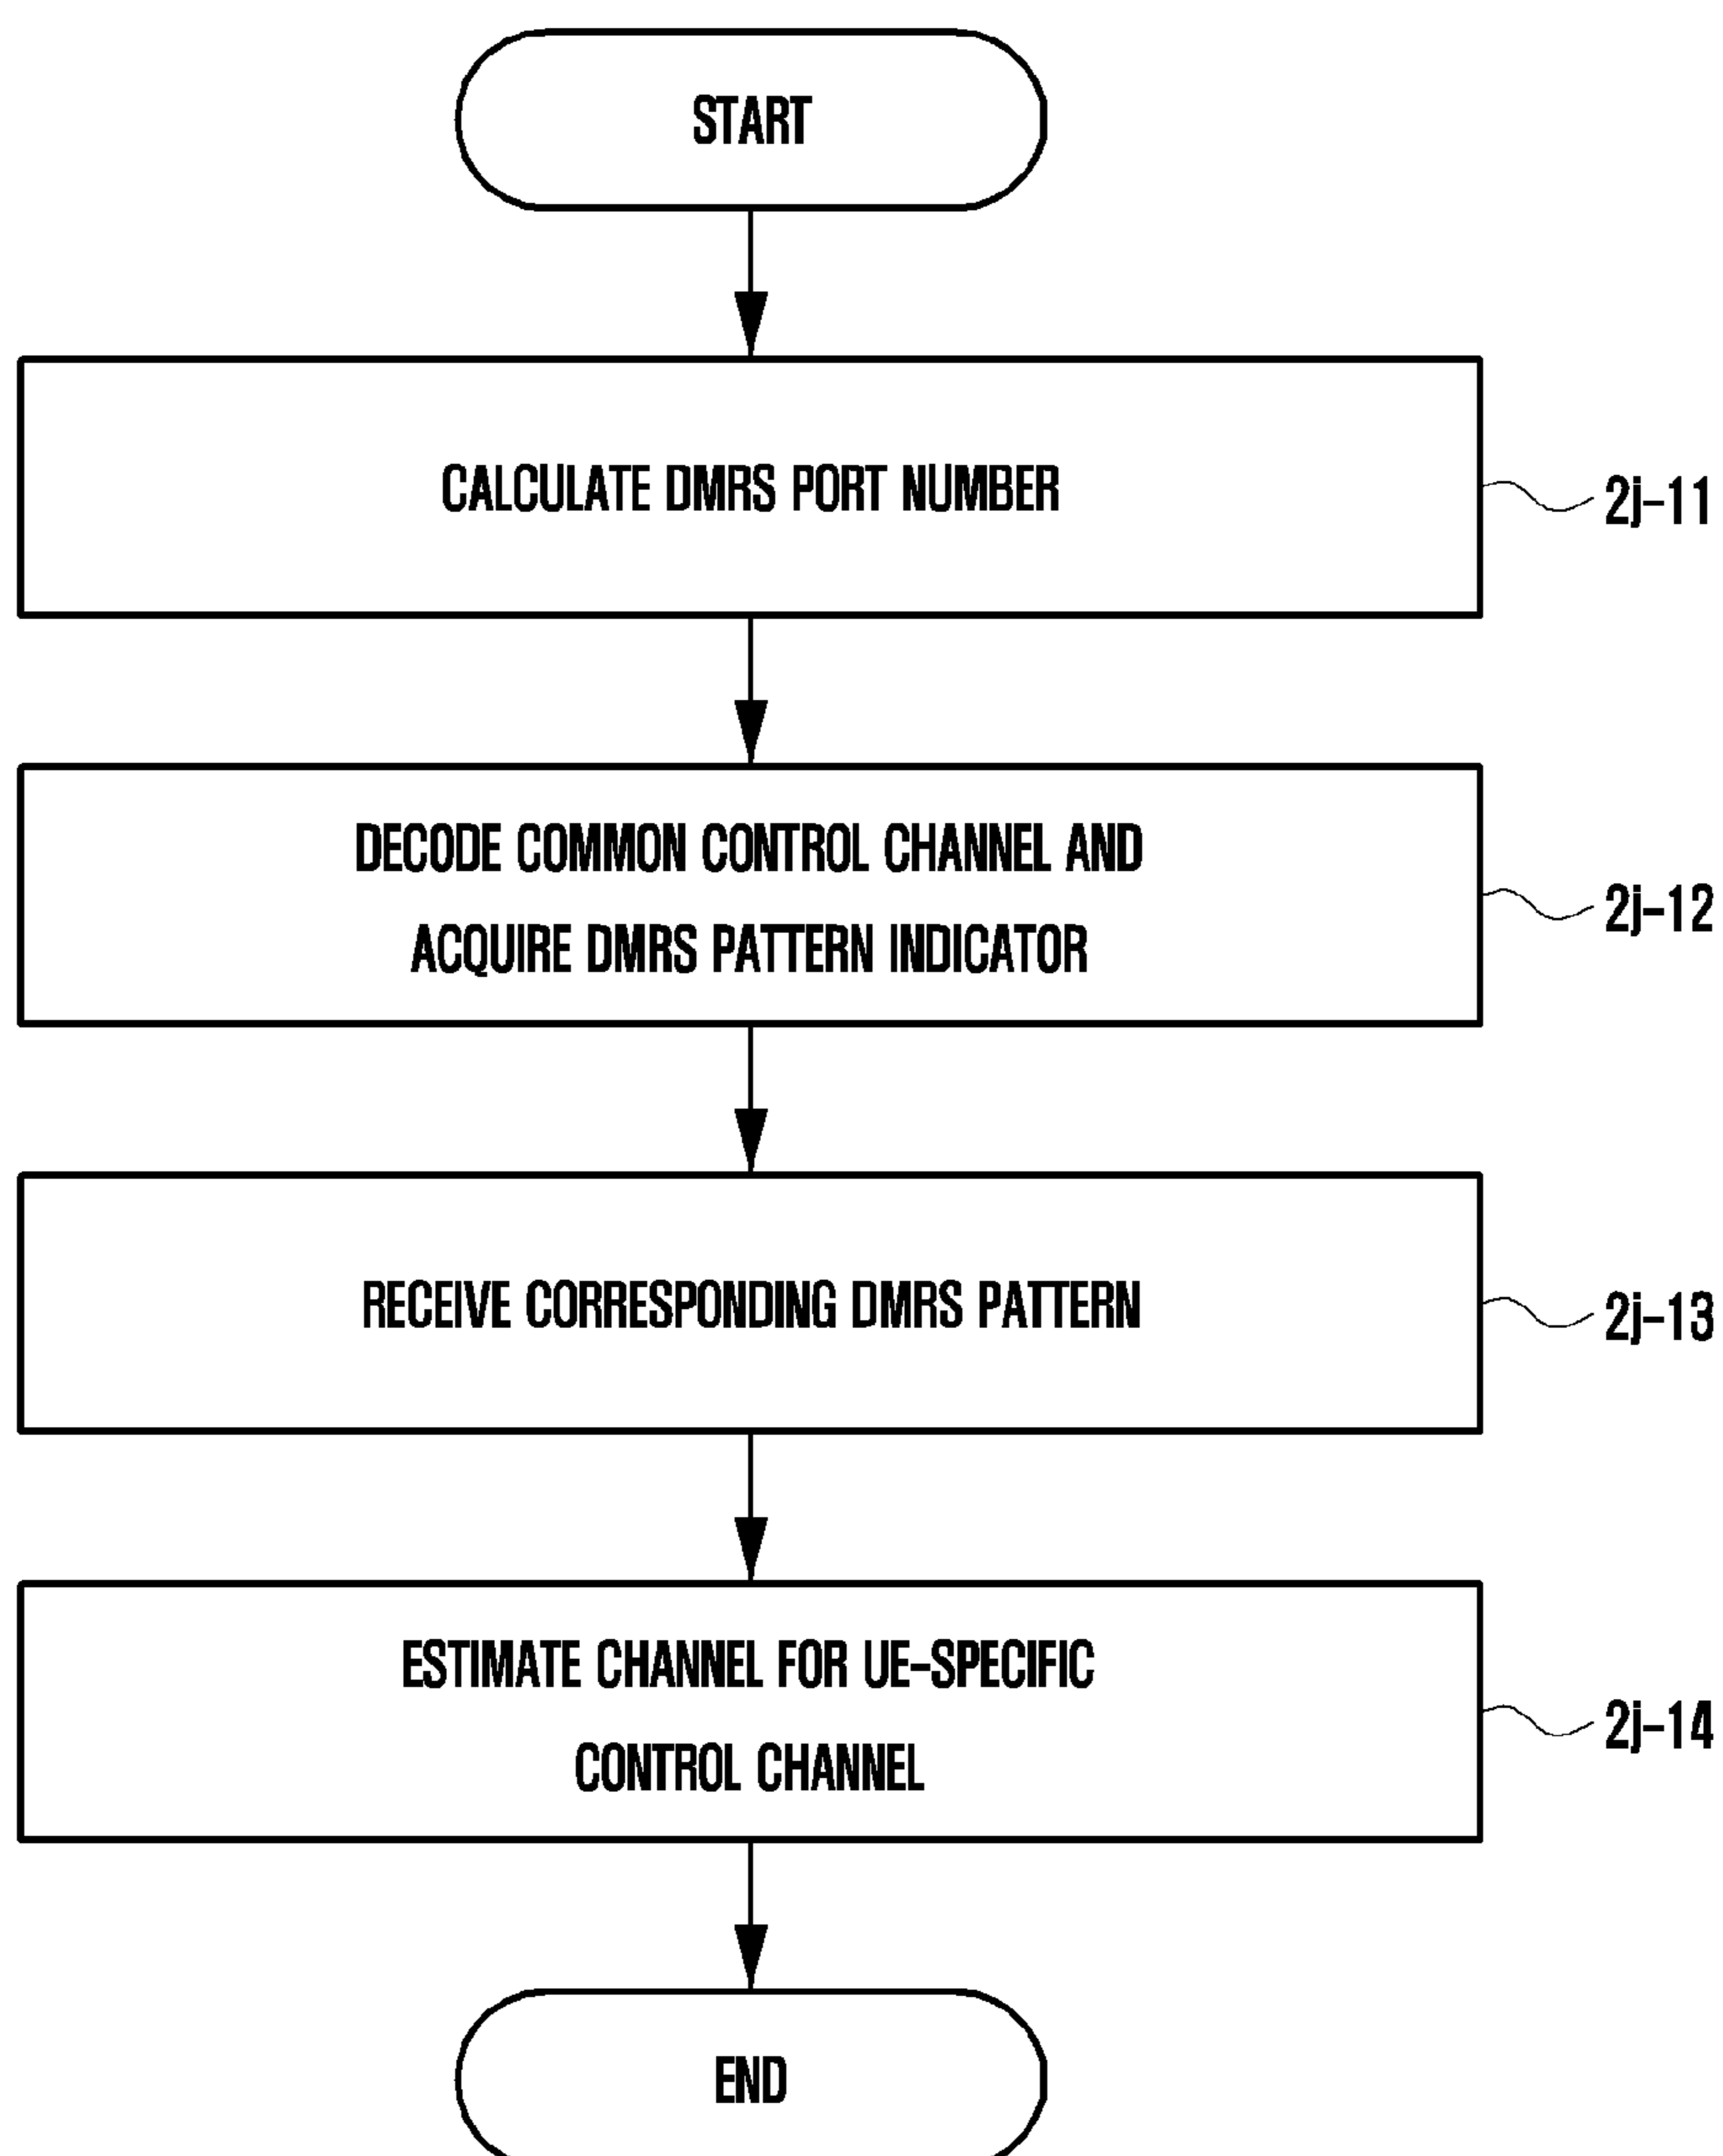 START
CALCULATE DMRS PORT NUMBER
2j-11
DECODE COMMON CONTROL CHANNEL AND
ACQUIRE DMRS PATTERN INDICATOR
2j-12
RECEIVE CORRESPONDING DMRS PATTERN
2j-13
ESTIMATE CHANNEL FOR UE-SPECIFIC
CONTROL CHANNEL
2j-14
END